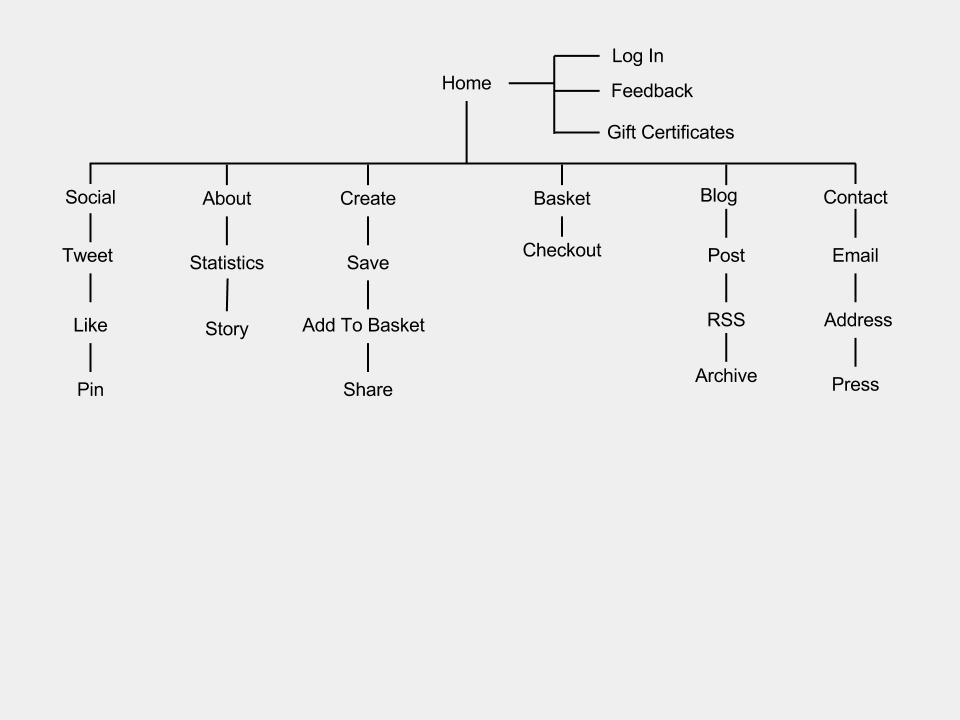 Log In
Home
Feedback
Gift Certificates
Social
About
Create
Basket
Blog
Contact
Tweet
Statistics
Save
Checkout
Post
Email
Like
Story
Add To Basket
RSS
Address
Pin
Share
Archive
Press